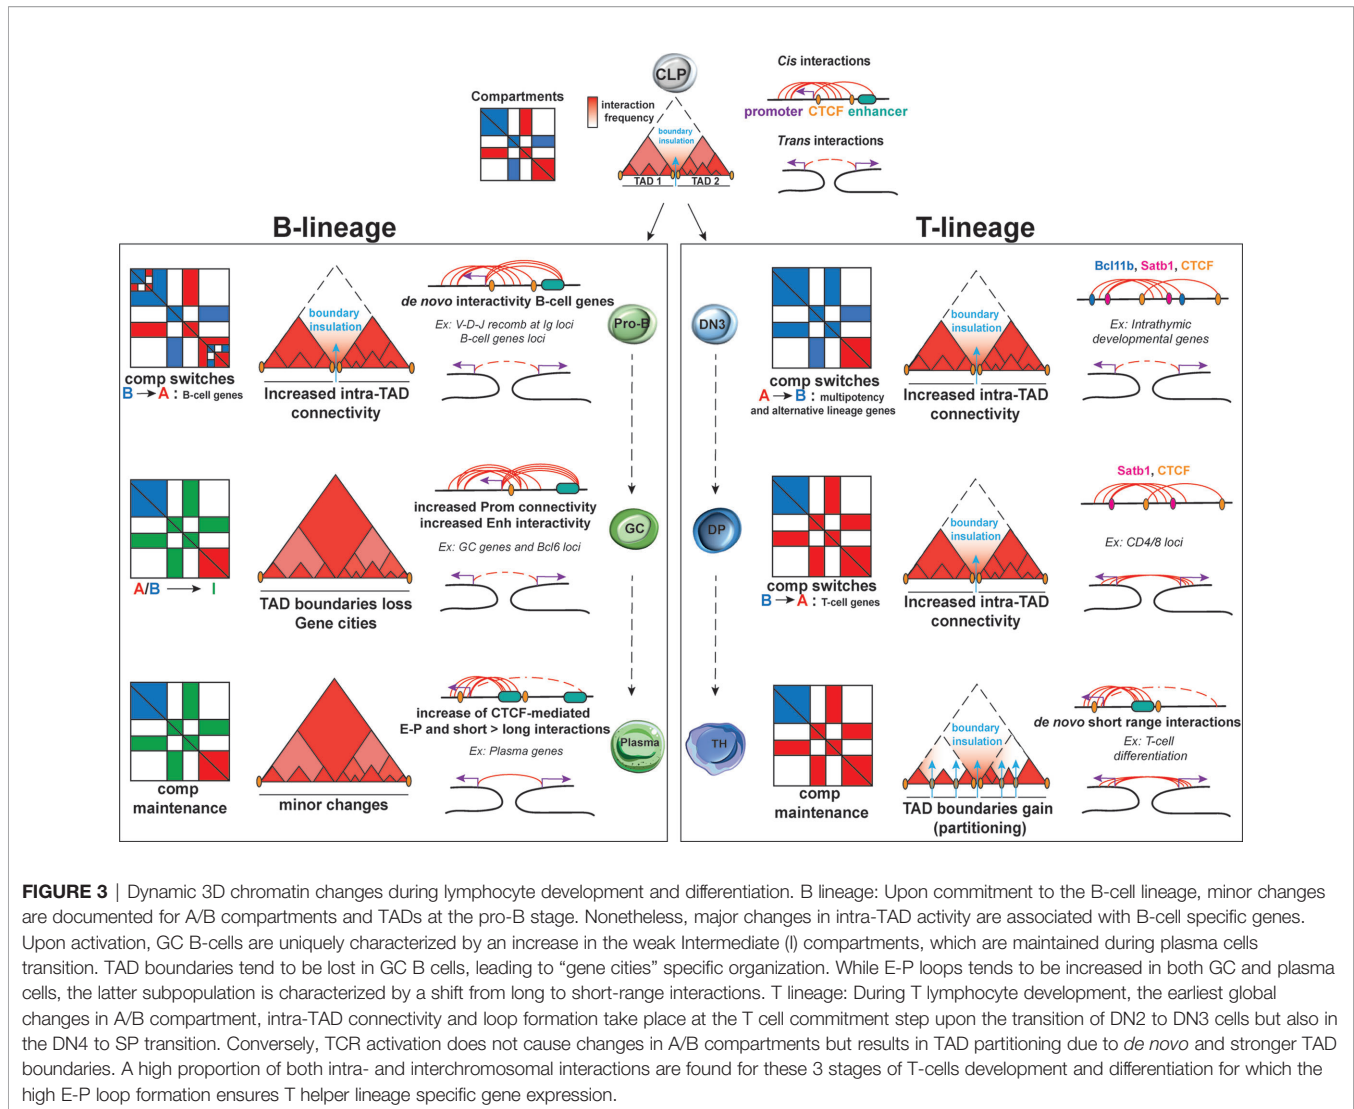 CLP
Compartments
interaction
frequency
boundary
insulation
TAD 1
TAD 2
Cis interactions
promoter CTCF enhancer
Trans interactions
B-lineage
comp switches
B → A : B-cell genes
boundary
insulation
Increased intra-TAD
connectivity
de novo interactivity B-cell genes
Ex: V-D-J recomb at Ig loci
B-cell genes loci
Pro-B
A/B → I
TAD boundaries loss
Gene cities
increased Prom connectivity
increased Enh interactivity
Ex: GC genes and Bcl6 loci
GC
comp
maintenance
minor changes
increase of CTCF-mediated
E-P and short > long interactions
Ex: Plasma genes
Plasma
T-lineage
DN3
comp switches
A → B : multipotency
and alternative lineage genes
boundary
insulation
Increased intra-TAD
connectivity
Bcl11b, Satb1, CTCF
Ex: Intrathymic
developmental genes
DP
comp switches
B → A : T-cell genes
boundary
insulation
Increased intra-TAD
connectivity
Satb1, CTCF
Ex: CD4/8 loci
TH
comp
maintenance
boundary
insulation
TAD boundaries gain
(partitioning)
de novo short range interactions
Ex: T-cell
differentiation
FIGURE 3 | Dynamic 3D chromatin changes during lymphocyte development and differentiation. B lineage: Upon commitment to the B-cell lineage, minor changes
are documented for A/B compartments and TADs at the pro-B stage. Nonetheless, major changes in intra-TAD activity are associated with B-cell specific genes.
Upon activation, GC B-cells are uniquely characterized by an increase in the weak Intermediate (I) compartments, which are maintained during plasma cells
transition. TAD boundaries tend to be lost in GC B cells, leading to “gene cities” specific organization. While E-P loops tends to be increased in both GC and plasma
cells, the latter subpopulation is characterized by a shift from long to short-range interactions. T lineage: During T lymphocyte development, the earliest global
changes in A/B compartment, intra-TAD connectivity and loop formation take place at the T cell commitment step upon the transition of DN2 to DN3 cells but also in
the DN4 to SP transition. Conversely, TCR activation does not cause changes in A/B compartments but results in TAD partitioning due to de novo and stronger TAD
boundaries. A high proportion of both intra- and interchromosomal interactions are found for these 3 stages of T-cells development and differentiation for which the
high E-P loop formation ensures T helper lineage specific gene expression.